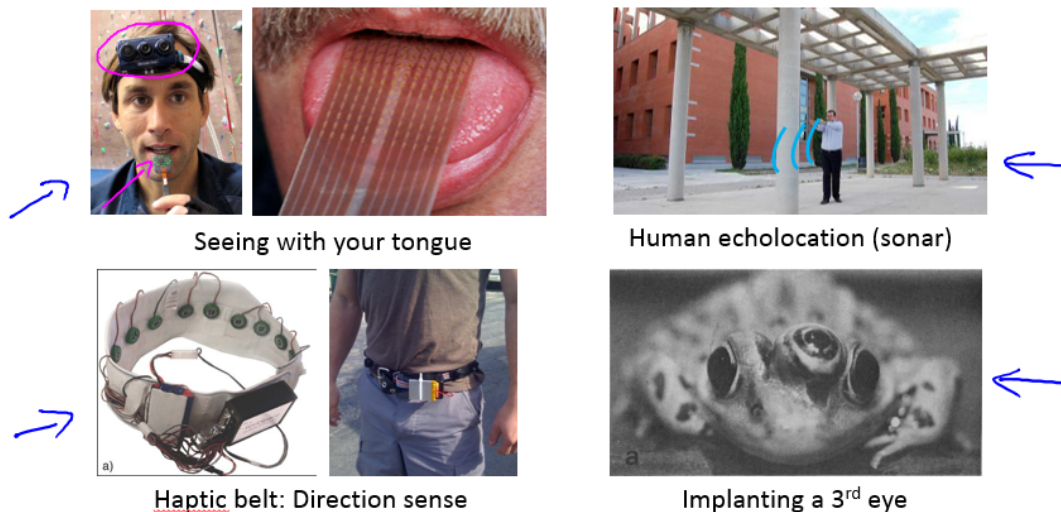 Seeing with your tongue
Human echolocation (sonar)
a)
a
Haptic belt: Direction sense
Implanting a 3rd eye